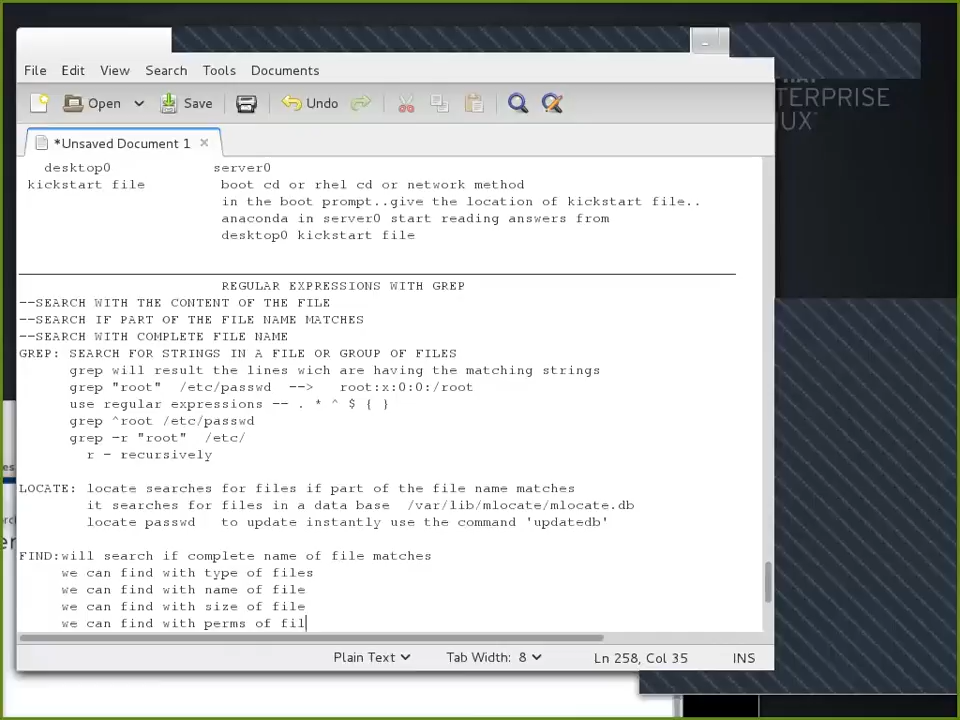 File Edit View Search Tools Documents
TERPRISE
Open Save Undo
UX
*Unsaved Document 1
desktop0 server0
kickstart file boot cd or rhel cd or network method
in the boot prompt..give the location of kickstart file..
anaconda in server0 start reading answers from
desktop0 kickstart file
REGULAR EXPRESSIONS WITH GREP
--SEARCH WITH THE CONTENT OF THE FILE
--SEARCH IF PART OF THE FILE NAME MATCHES
--SEARCH WITH COMPLETE FILE NAME
GREP: SEARCH FOR STRINGS IN A FILE OR GROUP OF FILES
grep will result the lines wich are having the matching strings
grep "root" /etc/passwd --> root:x:0:0:/root
use regular expressions -- . * ^ $ { }
grep ^root /etc/passwd
grep -r "root" /etc/
r - recursively
LOCATE: locate searches for files if part of the file name matches
it searches for files in a data base /var/lib/mlocate/mlocate.db
locate passwd to update instantly use the command 'updatedb'
FIND:will search if complete name of file matches
we can find with type of files
we can find with name of file
we can find with size of file
we can find with perms of fil
Plain Text Tab Width: 8 Ln 258, Col 35 INS